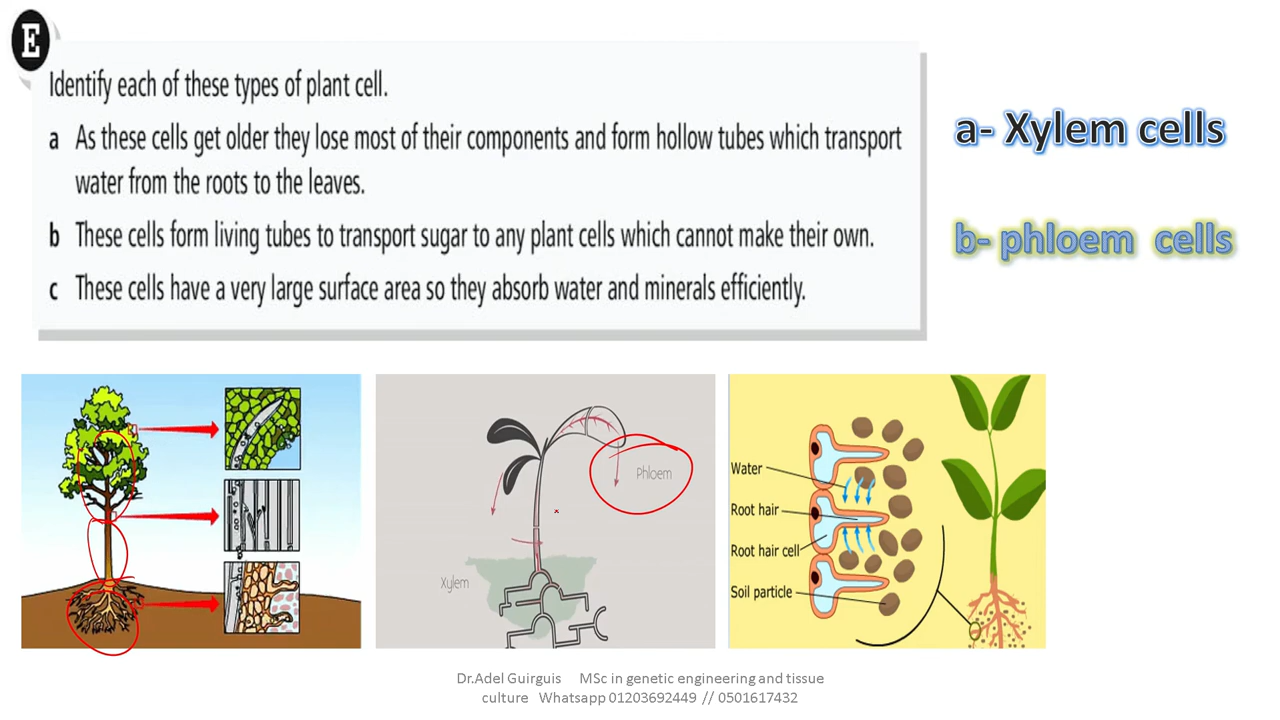 E
Identify each of these types of plant cell.
a As these cells get older they lose most of their components and form hollow tubes which transport
water from the roots to the leaves.
b These cells form living tubes to transport sugar to any plant cells which cannot make their own.
c These cells have a very large surface area so they absorb water and minerals efficiently.
a- Xylem cells
b- phloem cells
Phloem
Xylem
Water
Root hair
Root hair cell
Soil particle
Dr.Adel Guirguis MSc in genetic engineering and tissue
culture Whatsapp 01203692449 // 0501617432